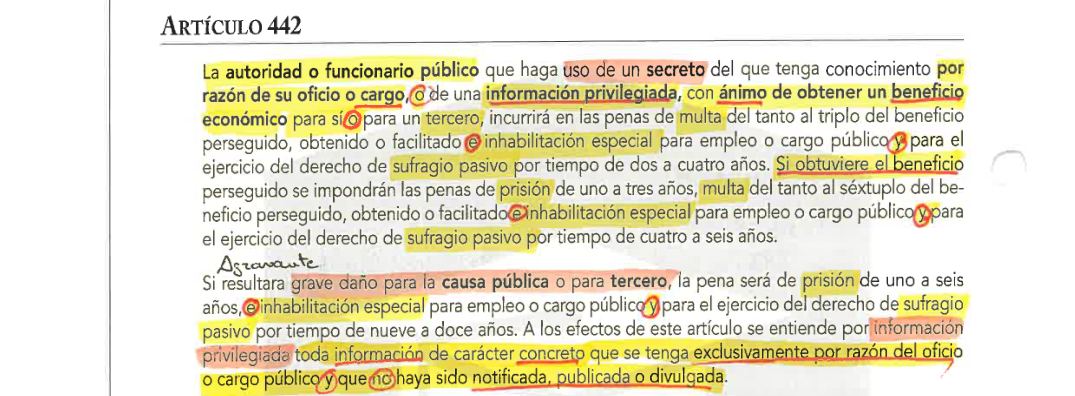 ARTÍCULO 442
La autoridad o funcionario público que haga uso de un secreto del que tenga conocimiento por
razón de su oficio o cargo, o de una información privilegiada, con ánimo de obtener un beneficio
económico para sí o para un tercero, incurrirá en las penas de multa del tanto al triplo del beneficio
perseguido, obtenido o facilitado e inhabilitación especial para empleo o cargo público y para el
ejercicio del derecho de sufragio pasivo por tiempo de dos a cuatro años. Si obtuviere el beneficio
perseguido se impondrán las penas de prisión de uno a tres años, multa del tanto al séxtuplo del be-
neficio perseguido, obtenido o facilitado e inhabilitación especial para empleo o cargo público y para
el ejercicio del derecho de sufragio pasivo por tiempo de cuatro a seis años.
Agravante
Si resultara grave daño para la causa pública o para tercero, la pena será de prisión de uno a seis
años, e inhabilitación especial para empleo o cargo público y para el ejercicio del derecho de sufragio
pasivo por tiempo de nueve a doce años. A los efectos de este artículo se entiende por información
privilegiada toda información de carácter concreto que se tenga exclusivamente por razón del oficio
o cargo público y que no haya sido notificada, publicada o divulgada.